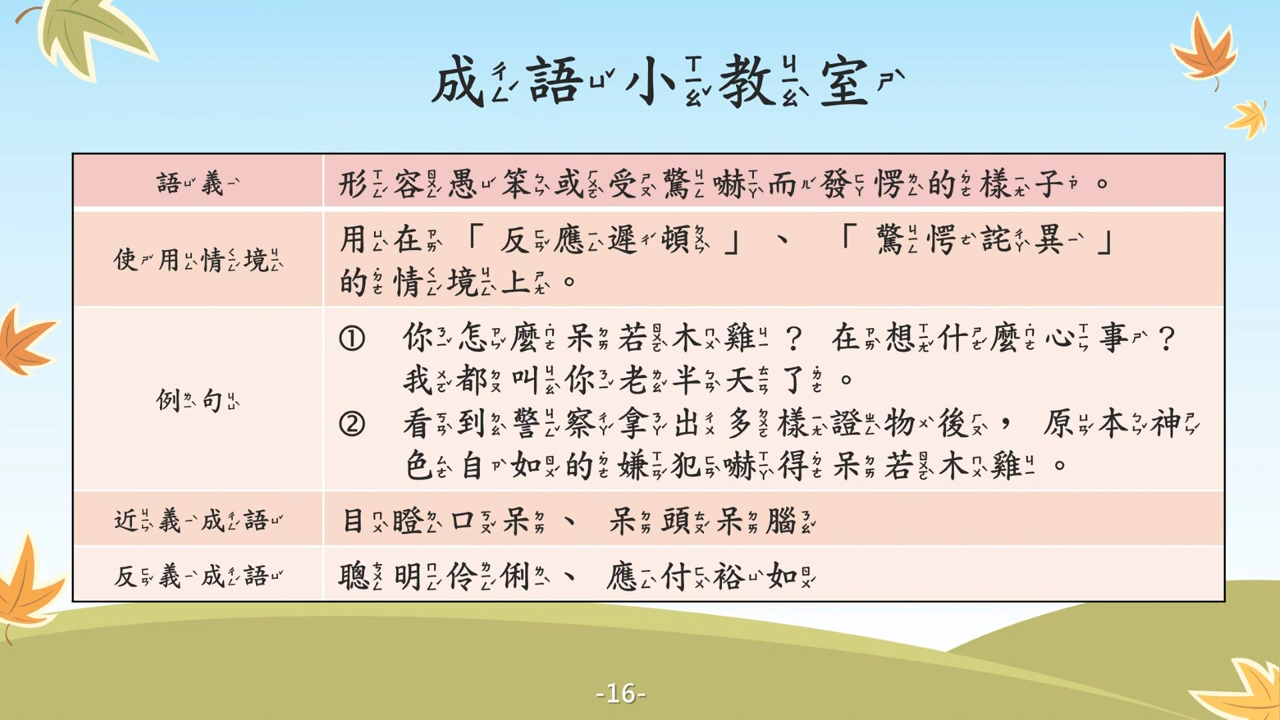 成語小教室
語義
形容愚笨或受驚嚇而發愣的樣子。
使用情境
用在「反應遲頓」、「驚愕詫異」
的情境上。
例句
① 你怎麼呆若木雞？在想什麼心事？
我都叫你老半天了。
② 看到警察拿出多樣證物後，原本神
色自如的嫌犯嚇得呆若木雞。
近義成語
目瞪口呆、呆頭呆腦
反義成語
聰明伶俐、應付裕如
-16-